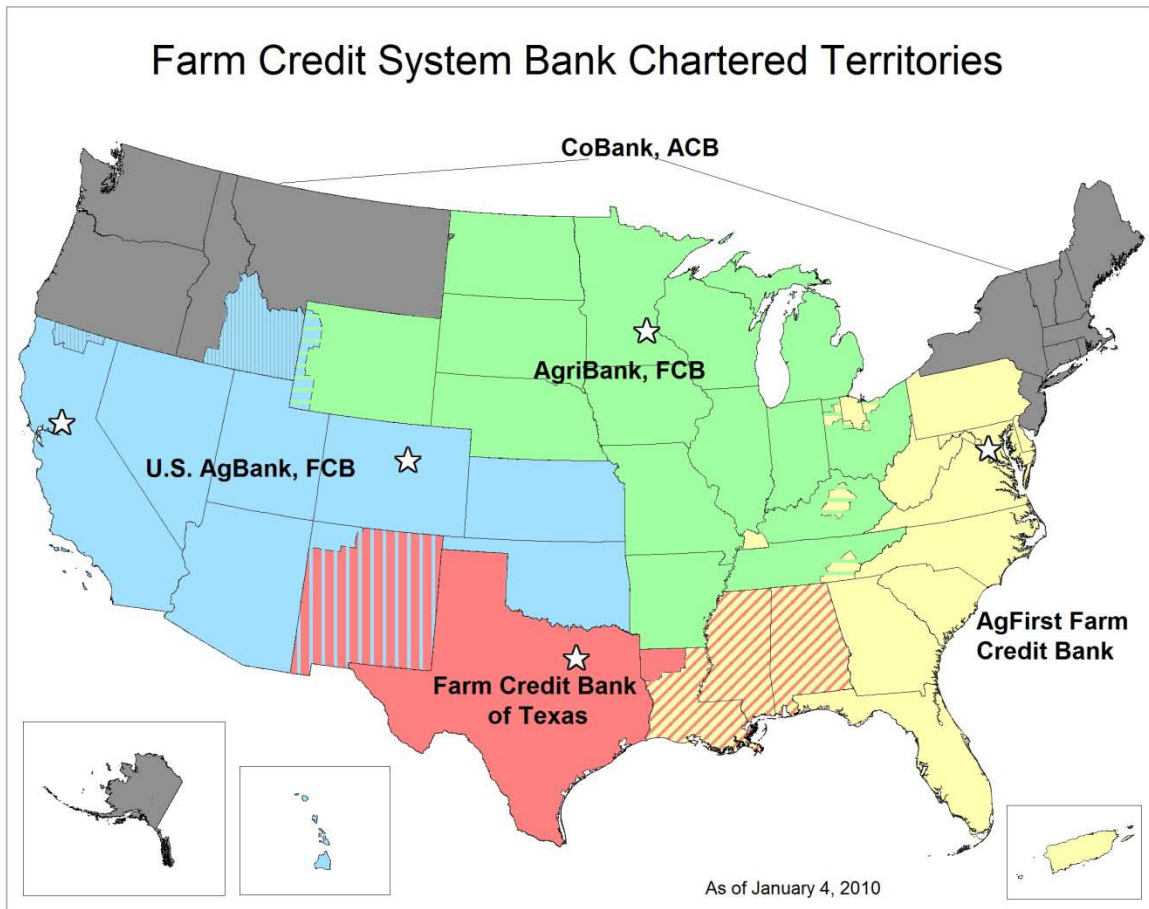 Farm Credit System Bank Chartered Territories
CoBank, ACB
AgriBank, FCB
U.S. AgBank, FCB
AgFirst Farm
Credit Bank
Farm Credit Bank
of Texas
As of January 4, 2010